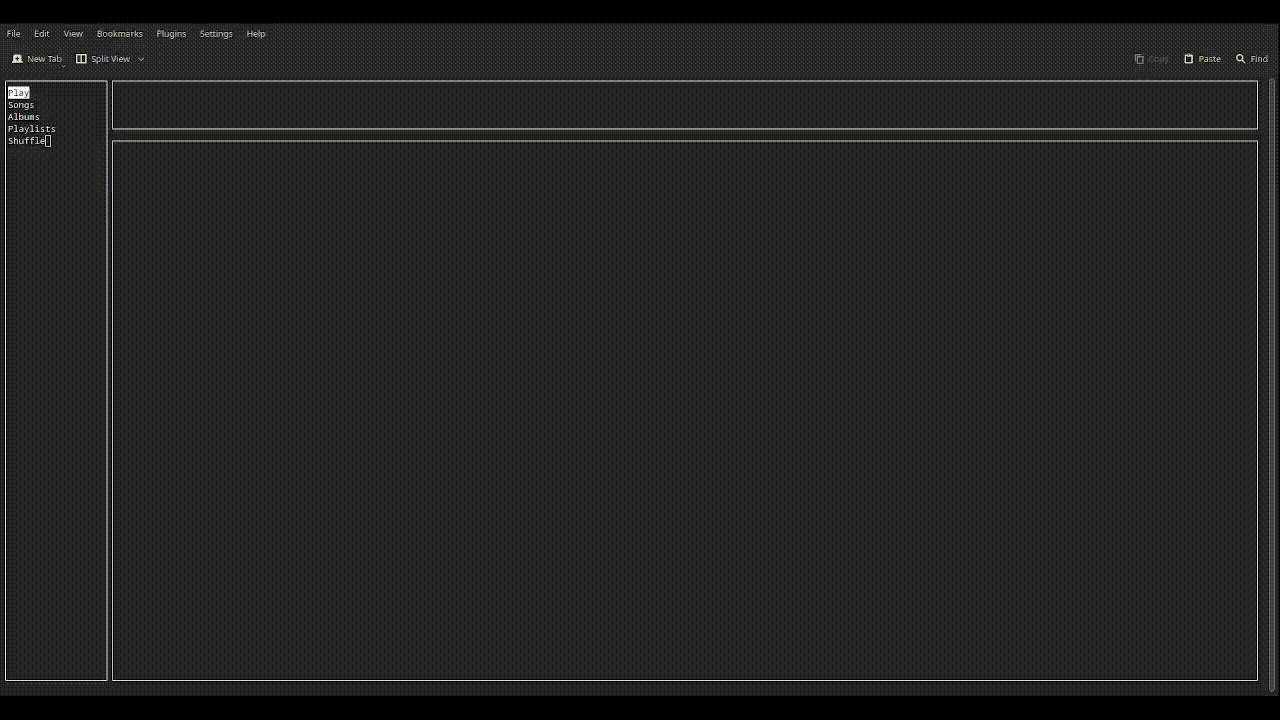 File Edit View Bookmarks Plugins Settings Help
New Tab Split View Copy Paste Find
Play
Songs
Albums
Playlists
Shuffle